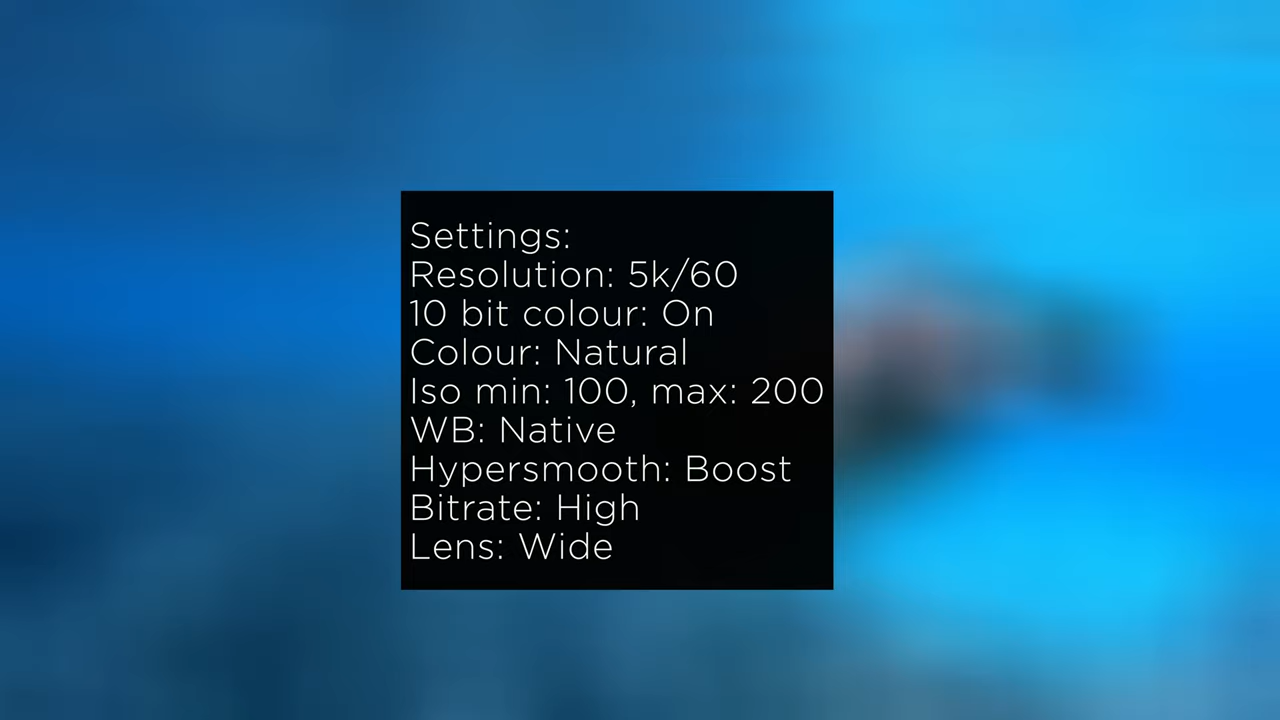 Settings:
Resolution: 5k/60
10 bit colour: On
Colour: Natural
Iso min: 100, max: 200
WB: Native
Hypersmooth: Boost
Bitrate: High
Lens: Wide